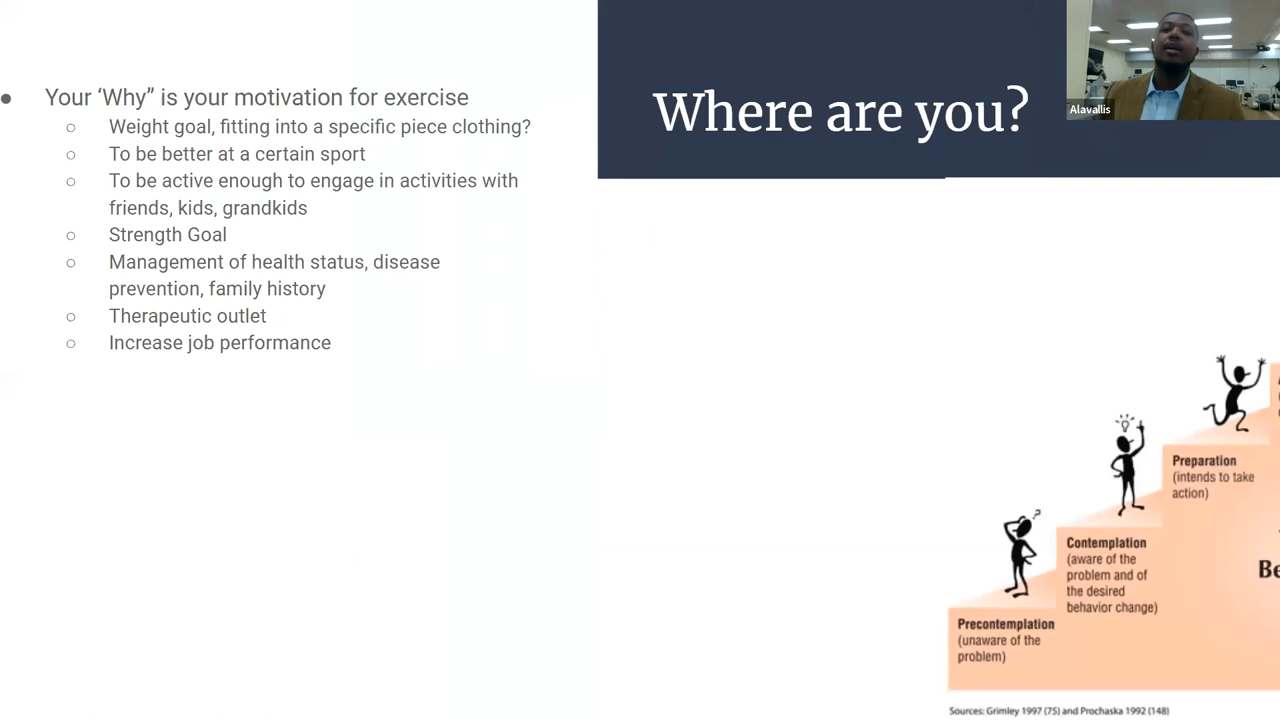 Your ‘Why” is your motivation for exercise
Weight goal, fitting into a specific piece clothing?
To be better at a certain sport
To be active enough to engage in activities with
friends, kids, grandkids
Strength Goal
Management of health status, disease
prevention, family history
Therapeutic outlet
Increase job performance
Where are you?
Alavallis
Preparation
(intends to take
action)
Contemplation
(aware of the
problem and of
the desired
behavior change)
Be
Precontemplation
(unaware of the
problem)
Sources: Grimley 1997 (75) and Prochaska 1992 (148)